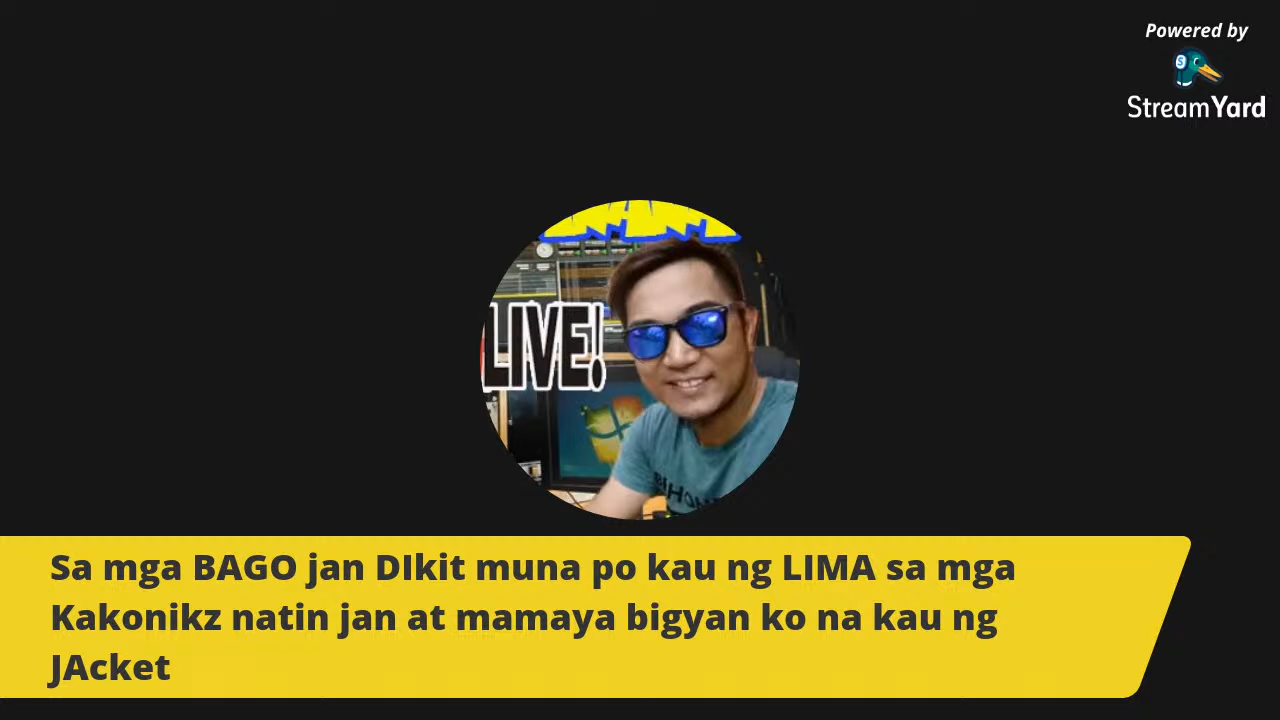 Powered by
StreamYard
LIVE!
Sa mga BAGO jan DIkit muna po kau ng LIMA sa mga
Kakonikz natin jan at mamaya bigyan ko na kau ng
JAcket